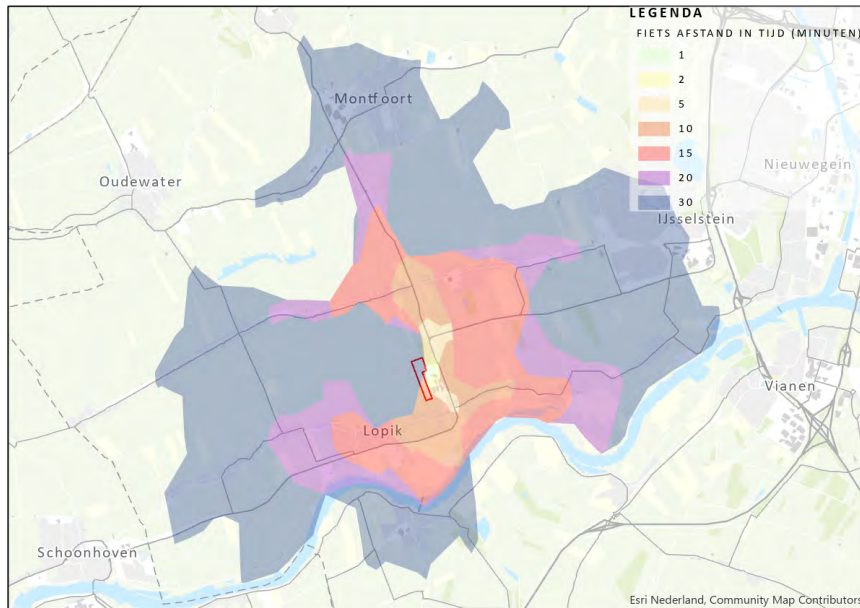 LEGENDA
FIETS AFSTAND IN TIJD (MINUTEN)
1
2
5
10
15
20
30
Montfoort
Oudewater
Nieuwegein
IJsselstein
Vianen
Lopik
Schoonhoven
Esri Nederland, Community Map Contributors